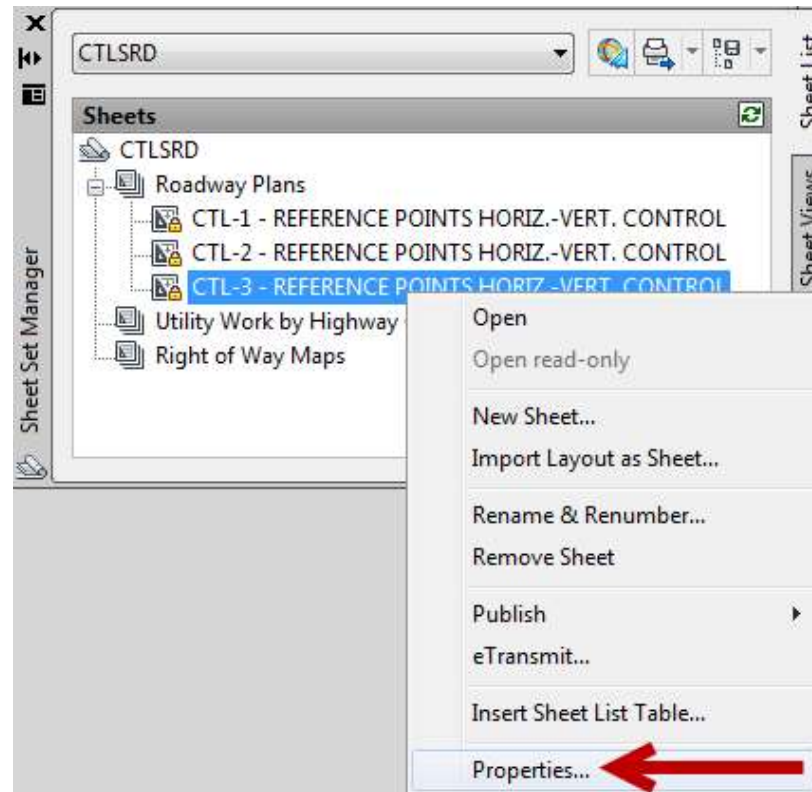 CTLSRD
Sheets
CTLSRD
Roadway Plans
CTL-1 - REFERENCE POINTS HORIZ.-VERT. CONTROL
CTL-2 - REFERENCE POINTS HORIZ.-VERT. CONTROL
CTL-3 - REFERENCE POINTS HORIZ.-VERT. CONTROL
Utility Work by Highway
Right of Way Maps
Sheet Set Manager
Sheet List
Sheet Views
Open
Open read-only
New Sheet...
Import Layout as Sheet...
Rename & Renumber...
Remove Sheet
Publish
eTransmit...
Insert Sheet List Table...
Properties...